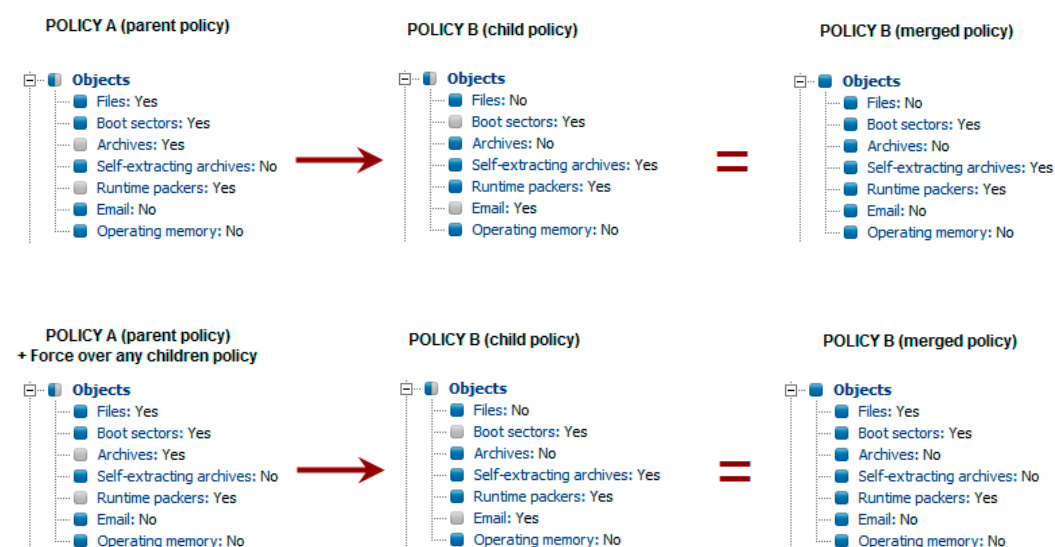 POLICY A (parent policy)
Objects
Files: Yes
Boot sectors: Yes
Archives: Yes
Self-extracting archives: No
Runtime packers: Yes
Email: No
Operating memory: No
POLICY B (child policy)
Objects
Files: No
Boot sectors: Yes
Archives: No
Self-extracting archives: Yes
Runtime packers: Yes
Email: Yes
Operating memory: No
=
POLICY B (merged policy)
Objects
Files: No
Boot sectors: Yes
Archives: No
Self-extracting archives: Yes
Runtime packers: Yes
Email: No
Operating memory: No
POLICY A (parent policy)
+ Force over any children policy
Objects
Files: Yes
Boot sectors: Yes
Archives: Yes
Self-extracting archives: No
Runtime packers: Yes
Email: No
Operating memory: No
POLICY B (child policy)
Objects
Files: No
Boot sectors: Yes
Archives: No
Self-extracting archives: Yes
Runtime packers: Yes
Email: Yes
Operating memory: No
=
POLICY B (merged policy)
Objects
Files: Yes
Boot sectors: Yes
Archives: No
Self-extracting archives: No
Runtime packers: Yes
Email: No
Operating memory: No